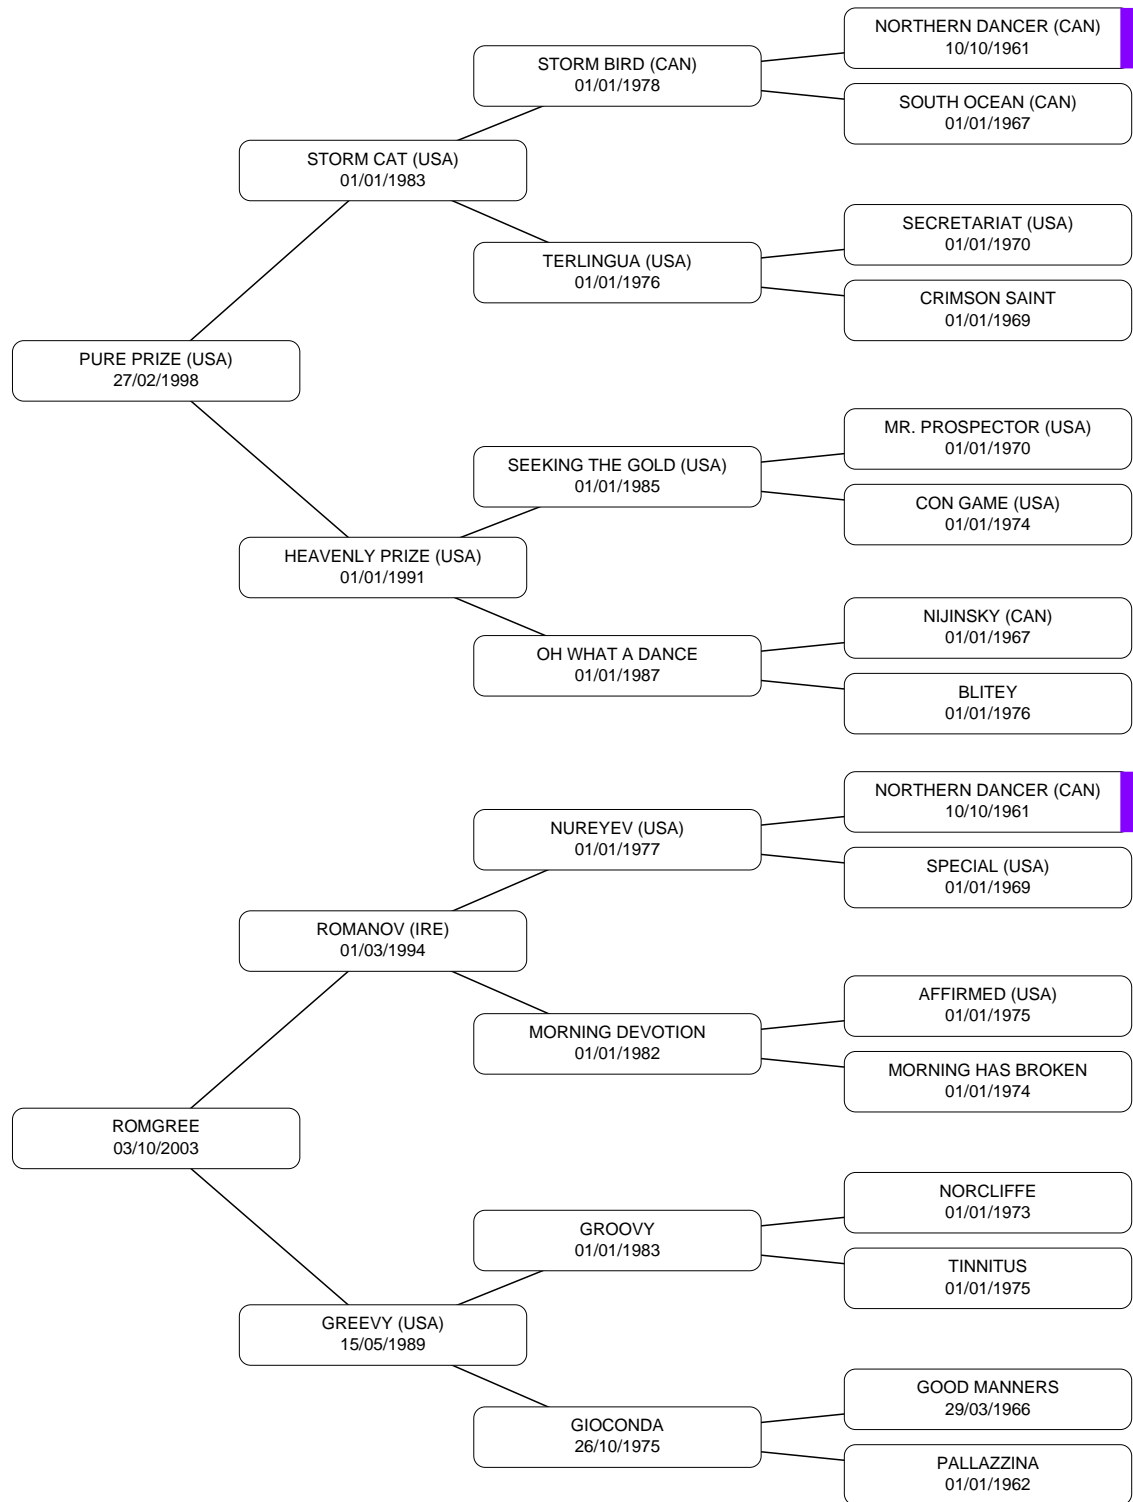 NORTHERN DANCER (CAN)
10/10/1961
STORM BIRD (CAN)
01/01/1978
SOUTH OCEAN (CAN)
01/01/1967
STORM CAT (USA)
01/01/1983
SECRETARIAT (USA)
01/01/1970
TERLINGUA (USA)
01/01/1976
CRIMSON SAINT
01/01/1969
PURE PRIZE (USA)
27/02/1998
MR. PROSPECTOR (USA)
01/01/1970
SEEKING THE GOLD (USA)
01/01/1985
CON GAME (USA)
01/01/1974
HEAVENLY PRIZE (USA)
01/01/1991
NIJINSKY (CAN)
01/01/1967
OH WHAT A DANCE
01/01/1987
BLITEY
01/01/1976
NORTHERN DANCER (CAN)
10/10/1961
NUREYEV (USA)
01/01/1977
SPECIAL (USA)
01/01/1969
ROMANOV (IRE)
01/03/1994
AFFIRMED (USA)
01/01/1975
MORNING DEVOTION
01/01/1982
MORNING HAS BROKEN
01/01/1974
ROMGREE
03/10/2003
NORCLIFFE
01/01/1973
GROOVY
01/01/1983
TINNITUS
01/01/1975
GREEVY (USA)
15/05/1989
GOOD MANNERS
29/03/1966
GIOCONDA
26/10/1975
PALLAZZINA
01/01/1962